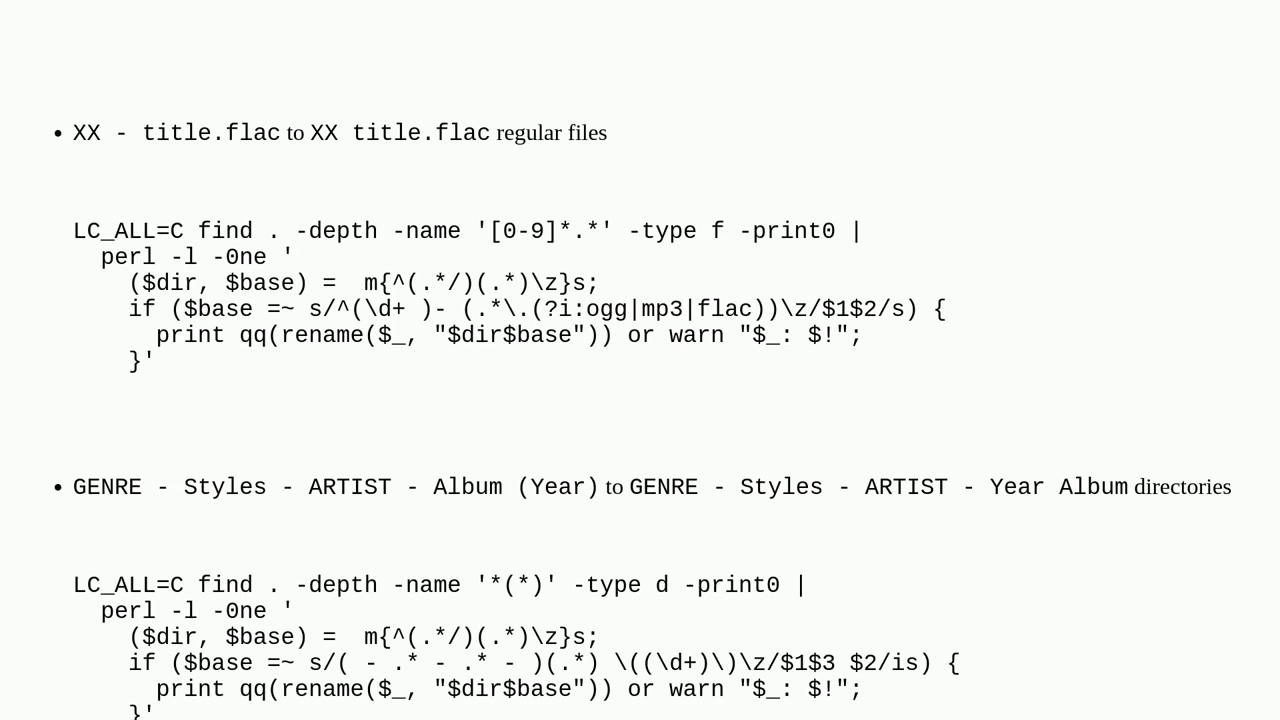 • XX - title.flac to XX title.flac regular files
LC_ALL=C find . -depth -name '[0-9]*.*' -type f -print0 |
  perl -l -0ne '
    ($dir, $base) =  m{^(.*/)(.*)\z}s;
    if ($base =~ s/^(\d+ )- (.*\.(?i:ogg|mp3|flac))\z/$1$2/s) {
      print qq(rename($_, "$dir$base")) or warn "$_: $!";
    }'
• GENRE - Styles - ARTIST - Album (Year) to GENRE - Styles - ARTIST - Year Album directories
LC_ALL=C find . -depth -name '*(*)' -type d -print0 |
  perl -l -0ne '
    ($dir, $base) =  m{^(.*/)(.*)\z}s;
    if ($base =~ s/( - .* - .* - )(.*) \((\d+)\)\z/$1$3 $2/is) {
      print qq(rename($_, "$dir$base")) or warn "$_: $!";
    }'